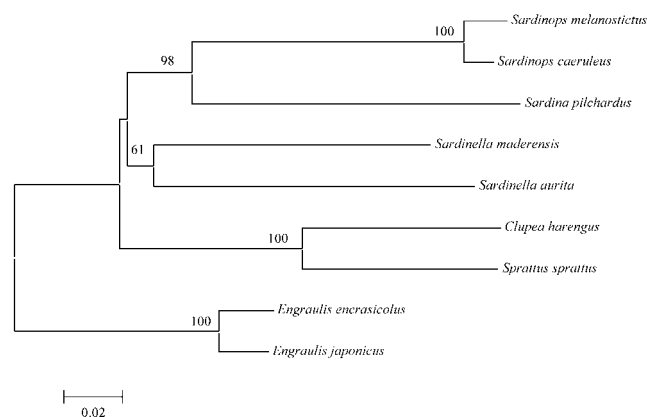 Sardinops melanostictus
100
Sardinops caeruleus
98
Sardina pilchardus
Sardinella maderensis
61
Sardinella aurita
Clupea harengus
100
Sprattus sprattus
Engraulis encrasicolus
100
Engraulis japonicus
0.02